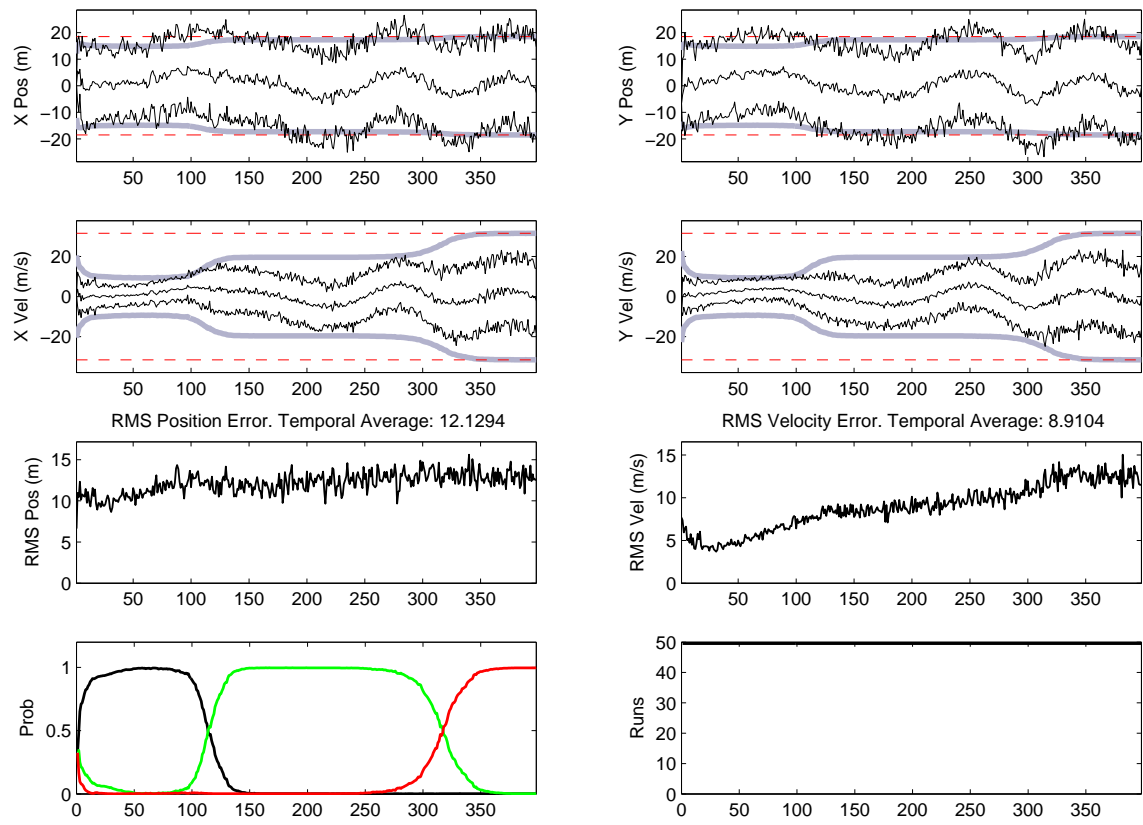 20
10
0
−10
−20
X Pos (m)
50 100 150 200 250 300 350
20
10
0
−10
−20
Y Pos (m)
50 100 150 200 250 300 350
20
0
−20
X Vel (m/s)
50 100 150 200 250 300 350
20
0
−20
Y Vel (m/s)
50 100 150 200 250 300 350
RMS Position Error. Temporal Average: 12.1294
15
10
5
0
RMS Pos (m)
50 100 150 200 250 300 350
RMS Velocity Error. Temporal Average: 8.9104
15
10
5
0
RMS Vel (m/s)
50 100 150 200 250 300 350
1
0.5
0
Prob
0 50 100 150 200 250 300 350
50
40
30
20
10
0
Runs
0 50 100 150 200 250 300 350